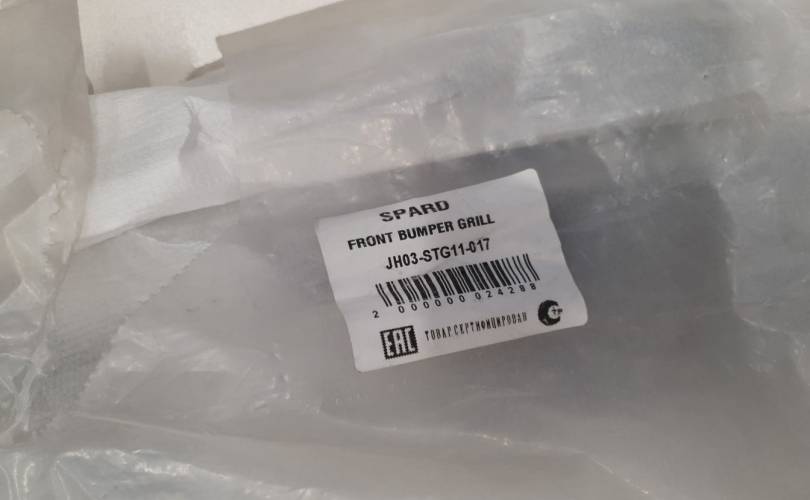 SPARD
FRONT BUMPER GRILL
JH03-STG11-017
2 000000 024288
EAC ТОВАР СЕРТИФИЦИРОВАН